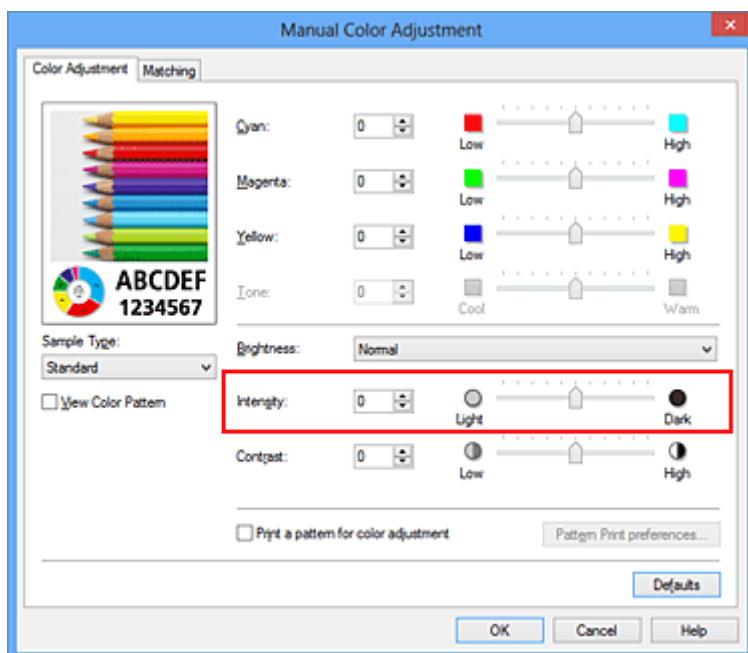 Manual Color Adjustment
Color Adjustment Matching
Cyan: 0 Low High
Magenta: 0 Low High
Yellow: 0 Low High
Tone: 0 Cool Warm
ABCDEF
1234567
Sample Type:
Standard
View Color Pattern
Brightness: Normal
Intensity: 0 Light Dark
Contrast: 0 Low High
Print a pattern for color adjustment Pattern Print preferences...
Defaults
OK Cancel Help